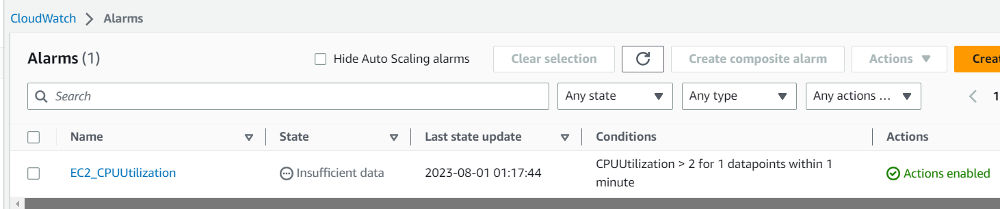 CloudWatch > Alarms
Alarms (1)
Hide Auto Scaling alarms
Clear selection
Create composite alarm
Actions
Search
Any state
Any type
Any actions ...
1
Name
State
Last state update
Conditions
Actions
EC2_CPUUtilization
Insufficient data
2023-08-01 01:17:44
CPUUtilization > 2 for 1 datapoints within 1
minute
Actions enabled